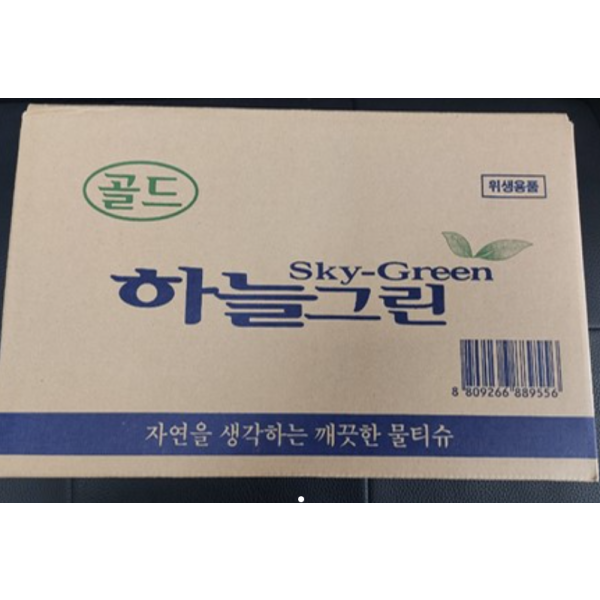 골드
위생용품
Sky-Green
하늘그린
8 809266 889556
자연을 생각하는 깨끗한 물티슈